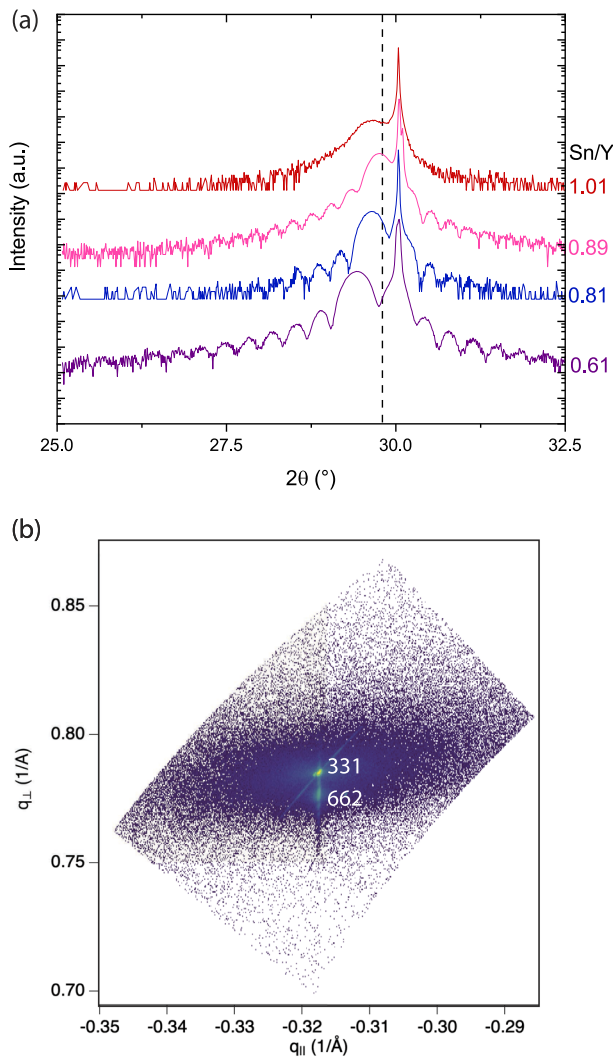 (a)
Intensity (a.u.)
Sn/Y
1.01
0.89
0.81
0.61
25.0 27.5 30.0 32.5
2θ (°)
(b)
q⊥ (1/A)
0.85
0.80
0.75
0.70
331
662
-0.35 -0.34 -0.33 -0.32 -0.31 -0.30 -0.29
q|| (1/Å)